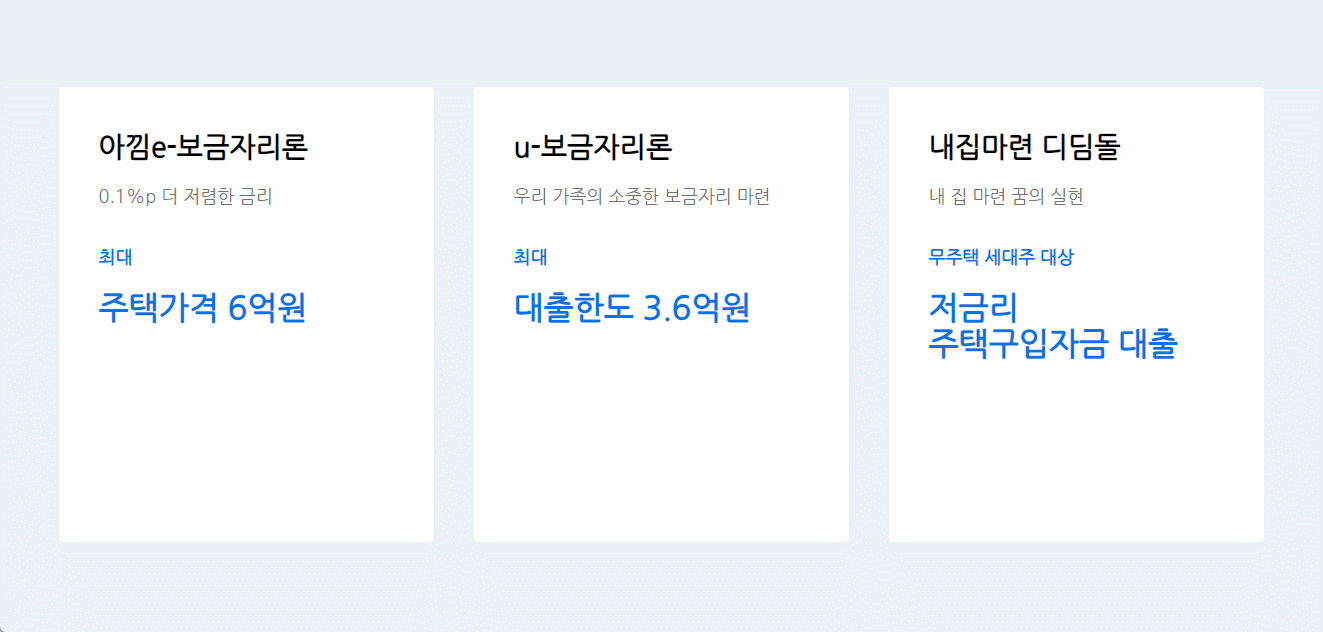 아낌e-보금자리론
0.1%p 더 저렴한 금리
최대
주택가격 6억원
u-보금자리론
우리 가족의 소중한 보금자리 마련
최대
대출한도 3.6억원
내집마련 디딤돌
내 집 마련 꿈의 실현
무주택 세대주 대상
저금리
주택구입자금 대출